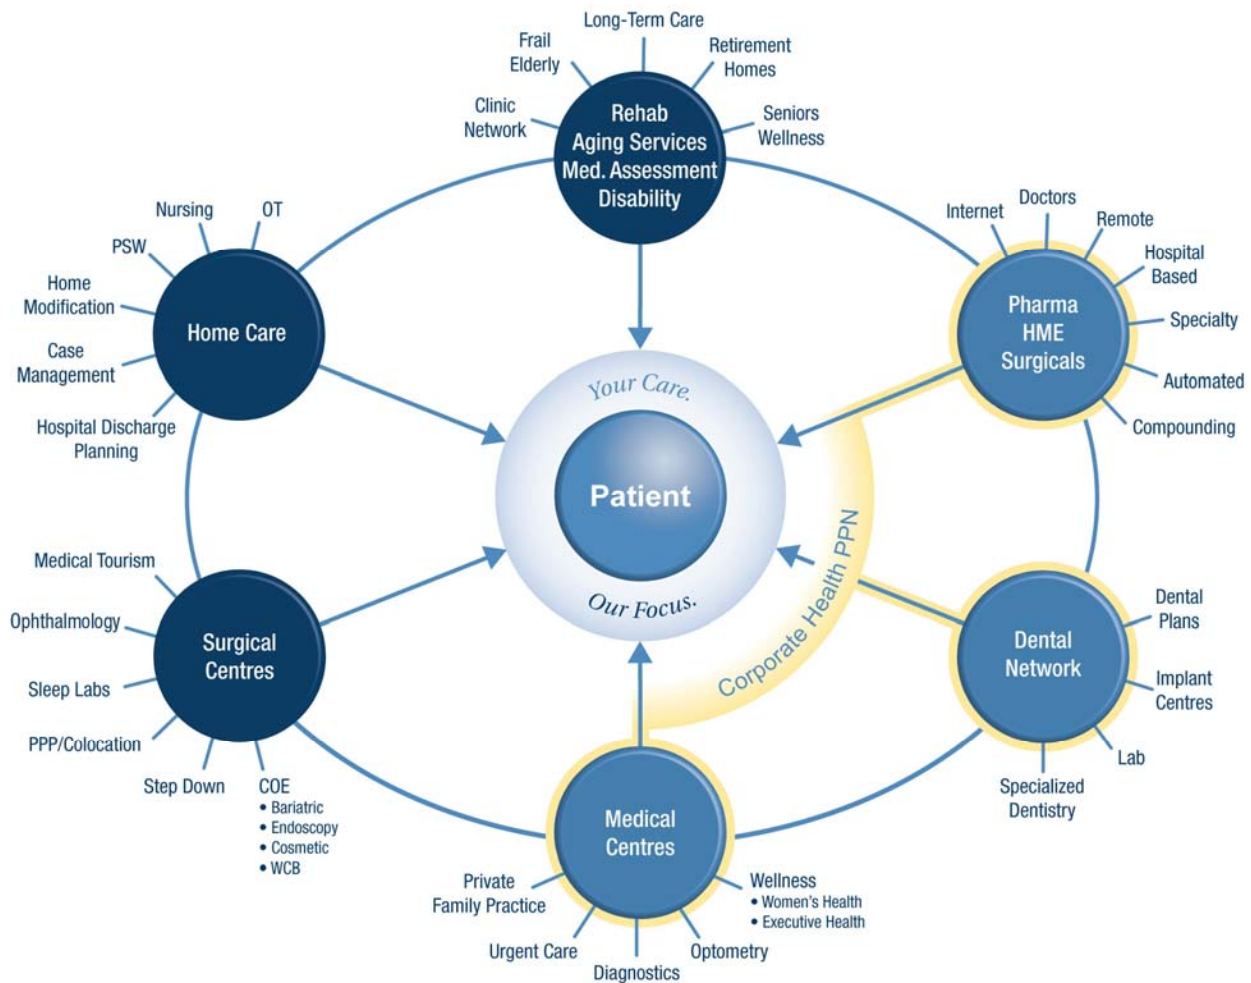 Long-Term Care
Frail
Elderly
Retirement
Homes
Clinic
Network
Seniors
Wellness
Rehab
Aging Services
Med. Assessment
Disability
Nursing
OT
PSW
Home
Modification
Case
Management
Hospital Discharge
Planning
Home Care
Internet
Doctors
Remote
Hospital
Based
Specialty
Automated
Compounding
Pharma
HME
Surgicals
Your Care.
Patient
Our Focus.
Corporate Health PPN
Medical Tourism
Ophthalmology
Sleep Labs
PPP/Colocation
Step Down
COE
• Bariatric
• Endoscopy
• Cosmetic
• WCB
Surgical
Centres
Dental
Plans
Implant
Centres
Lab
Specialized
Dentistry
Dental
Network
Medical
Centres
Private
Family Practice
Urgent Care
Diagnostics
Optometry
Wellness
• Women's Health
• Executive Health